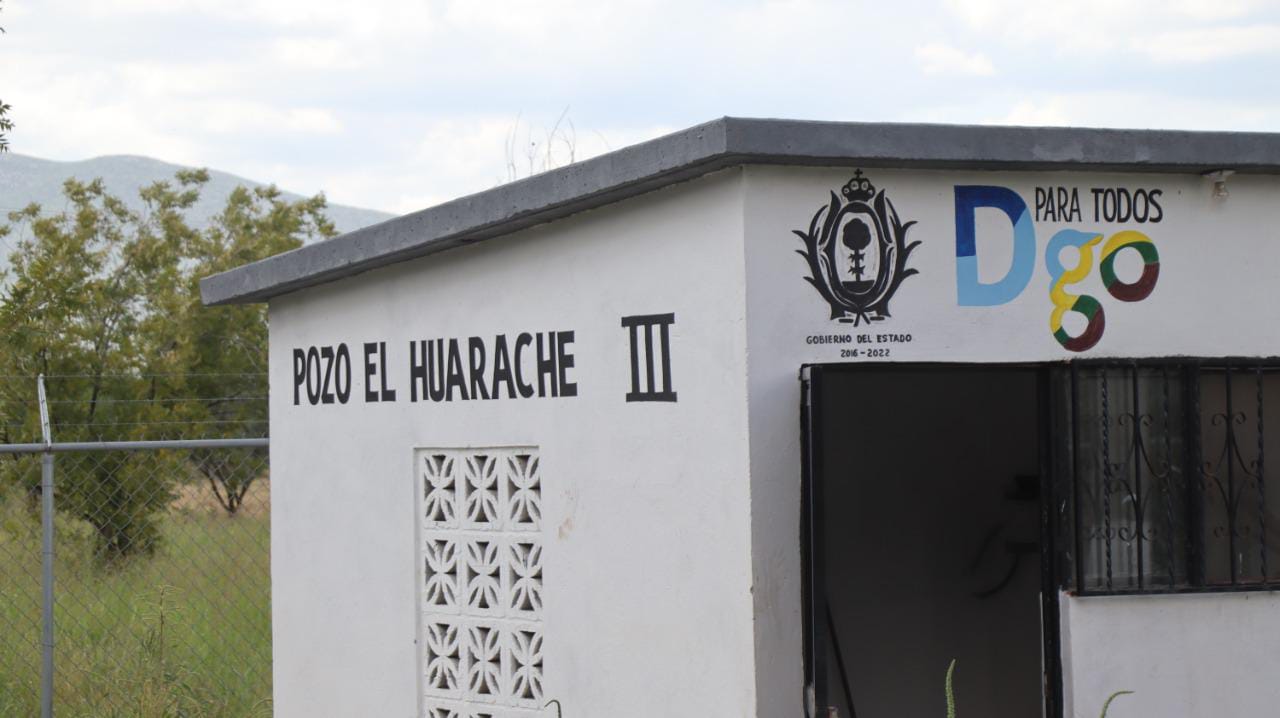 POZO EL HUARACHE III
PARA TODOS
Dgo
GOBIERNO DEL ESTADO
2016-2022